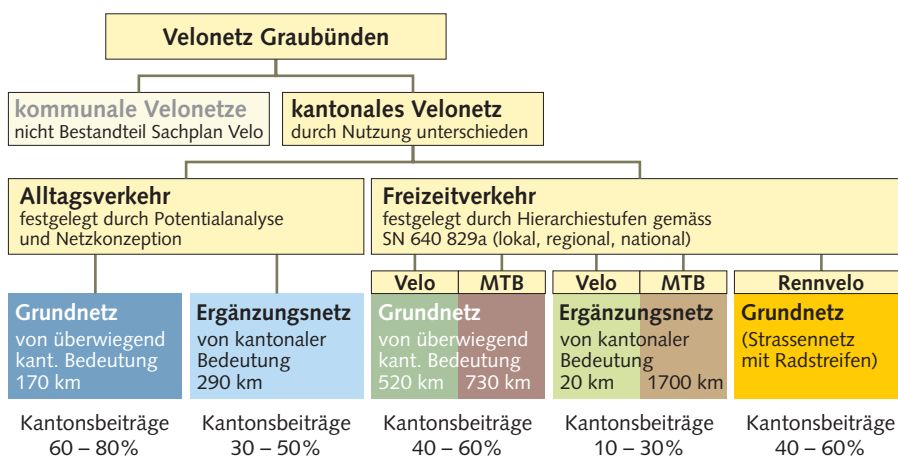 Velonetz Graubünden
kommunale Velonetze
nicht Bestandteil Sachplan Velo
kantonales Velonetz
durch Nutzung unterschieden
Alltagsverkehr
festgelegt durch Potentialanalyse
und Netzkonzeption
Freizeitverkehr
festgelegt durch Hierarchiestufen gemäss
SN 640 829a (lokal, regional, national)
Velo MTB
Velo MTB
Rennvelo
Grundnetz
von überwiegend
kant. Bedeutung
170 km
Ergänzungsnetz
von kantonaler
Bedeutung
290 km
Grundnetz
von überwiegend
kant. Bedeutung
520 km 730 km
Ergänzungsnetz
von kantonaler
Bedeutung
20 km 1700 km
Grundnetz
(Strassennetz
mit Radstreifen)
Kantonsbeiträge
60 – 80%
Kantonsbeiträge
30 – 50%
Kantonsbeiträge
40 – 60%
Kantonsbeiträge
10 – 30%
Kantonsbeiträge
40 – 60%